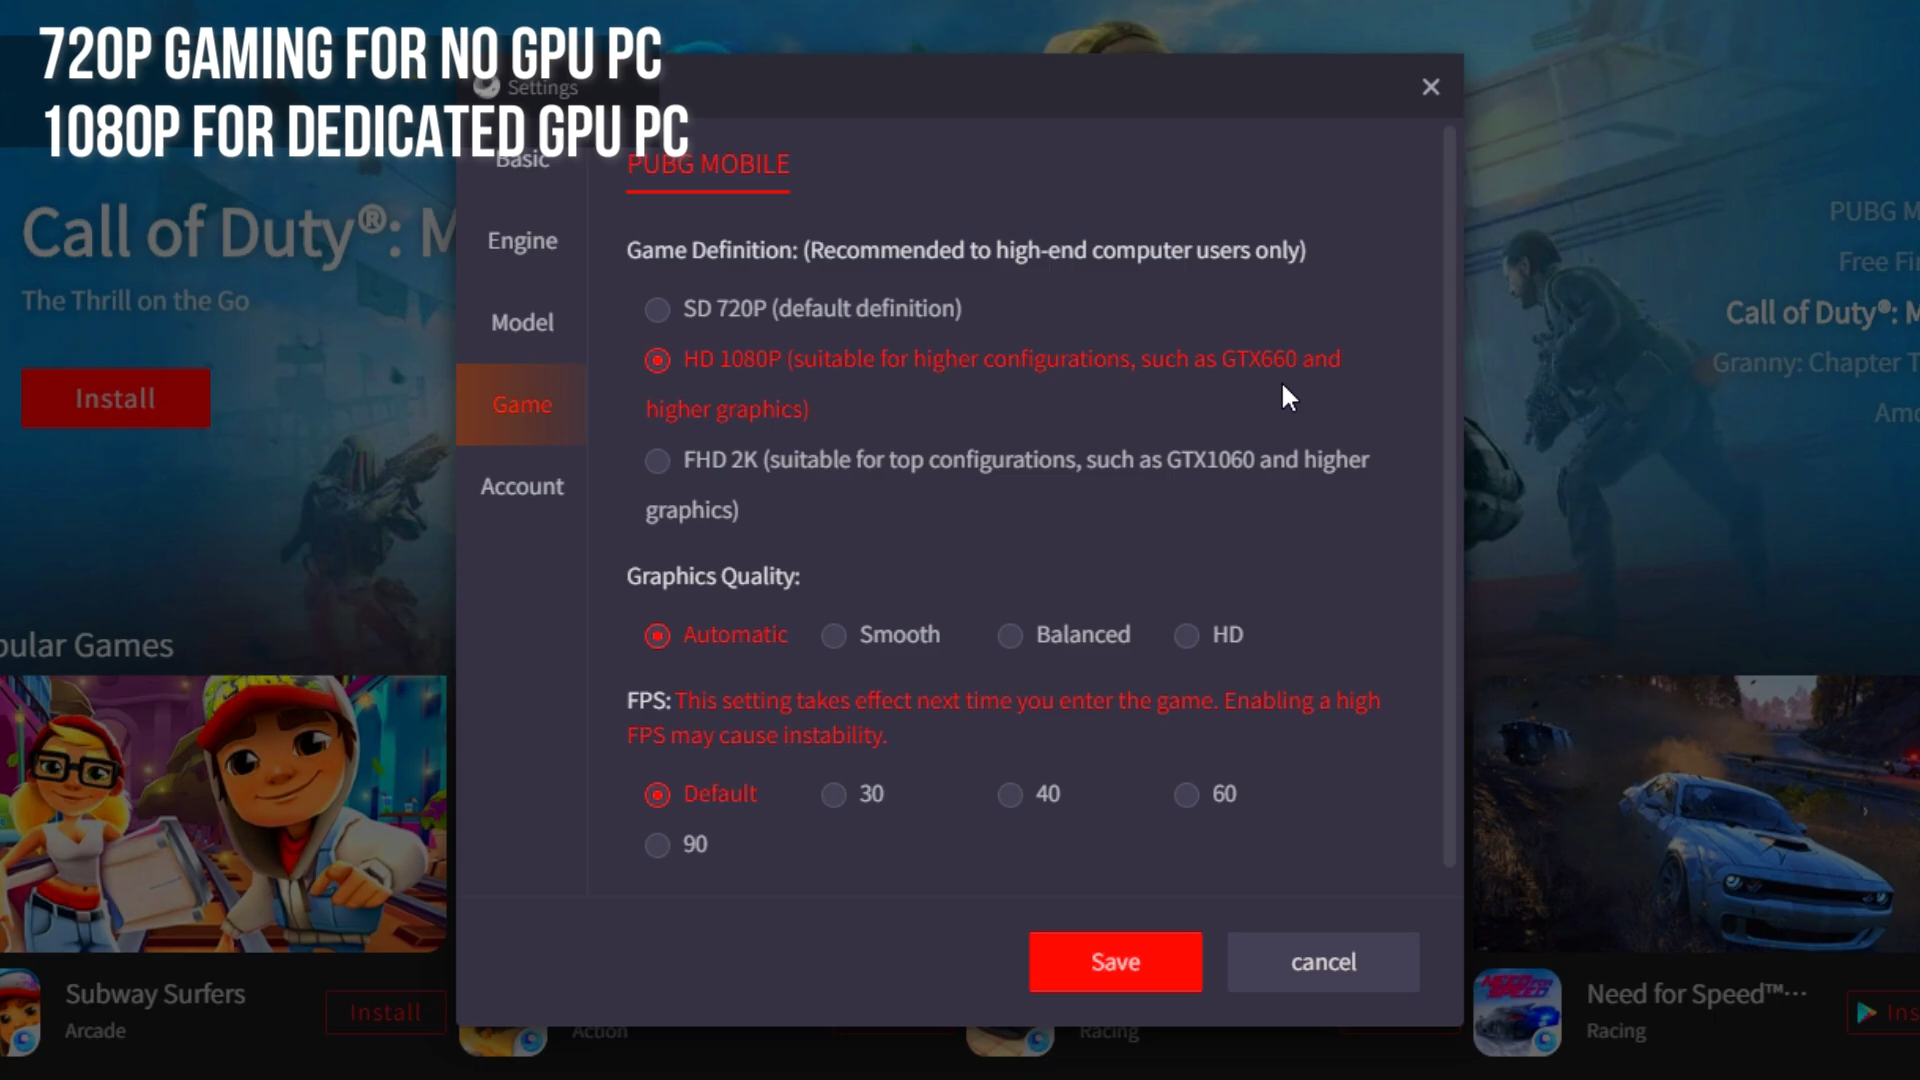 720P GAMING FOR NO GPU PC
1080P FOR DEDICATED GPU PC
Settings
Basic
Engine
Model
Game
Account
PUBG MOBILE
Game Definition: (Recommended to high-end computer users only)
SD 720P (default definition)
HD 1080P (suitable for higher configurations, such as GTX660 and
higher graphics)
FHD 2K (suitable for top configurations, such as GTX1060 and higher
graphics)
Graphics Quality:
Automatic Smooth Balanced HD
FPS: This setting takes effect next time you enter the game. Enabling a high
FPS may cause instability.
Default 30 40 60
90
Save cancel
Call of Duty®: M
The Thrill on the Go
Install
PUBG M
Free Fir
Call of Duty®: M
Granny: Chapter T
Amo
pular Games
Subway Surfers
Arcade
Install
Action
Racing
Need for Speed™···
Racing
Ins